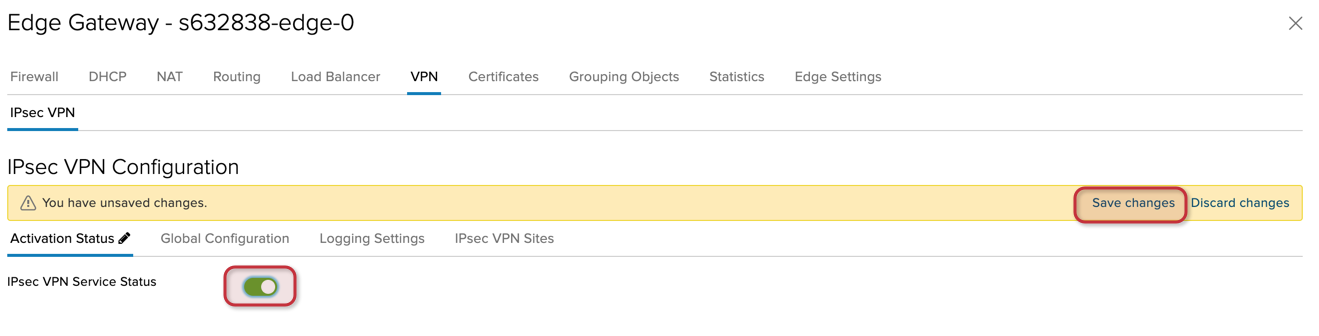 Edge Gateway - s632838-edge-0
Firewall DHCP NAT Routing Load Balancer VPN Certificates Grouping Objects Statistics Edge Settings
IPsec VPN
IPsec VPN Configuration
You have unsaved changes. Save changes Discard changes
Activation Status Global Configuration Logging Settings IPsec VPN Sites
IPsec VPN Service Status